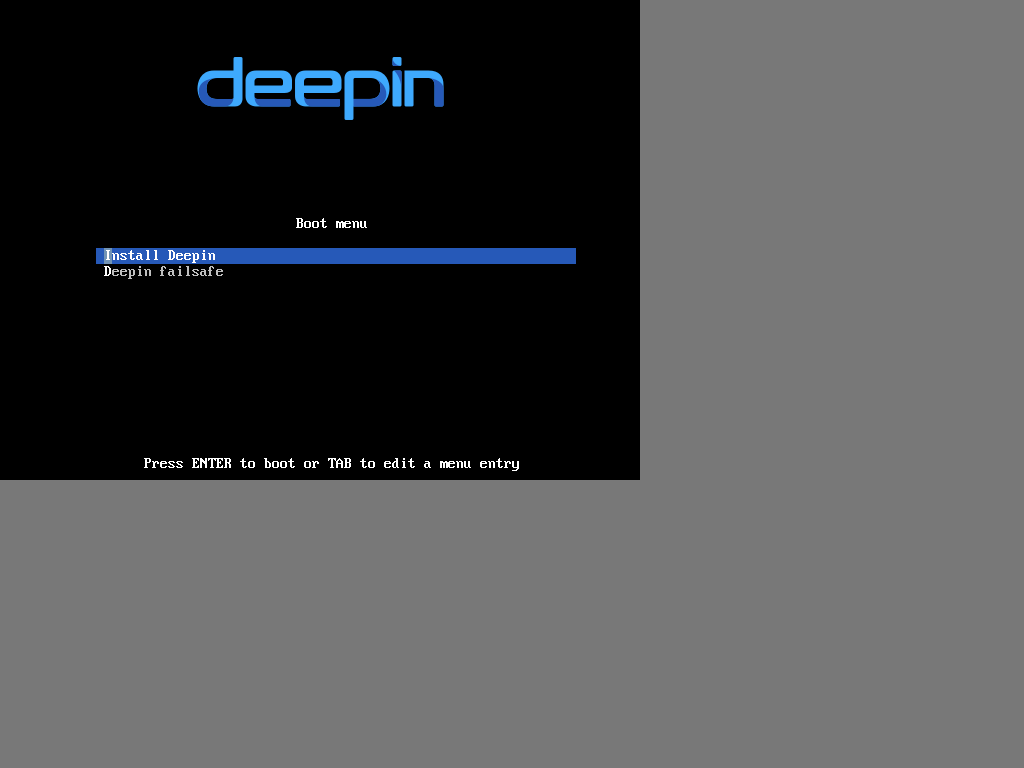 deepin
Boot menu
Install Deepin
Deepin failsafe
Press ENTER to boot or TAB to edit a menu entry